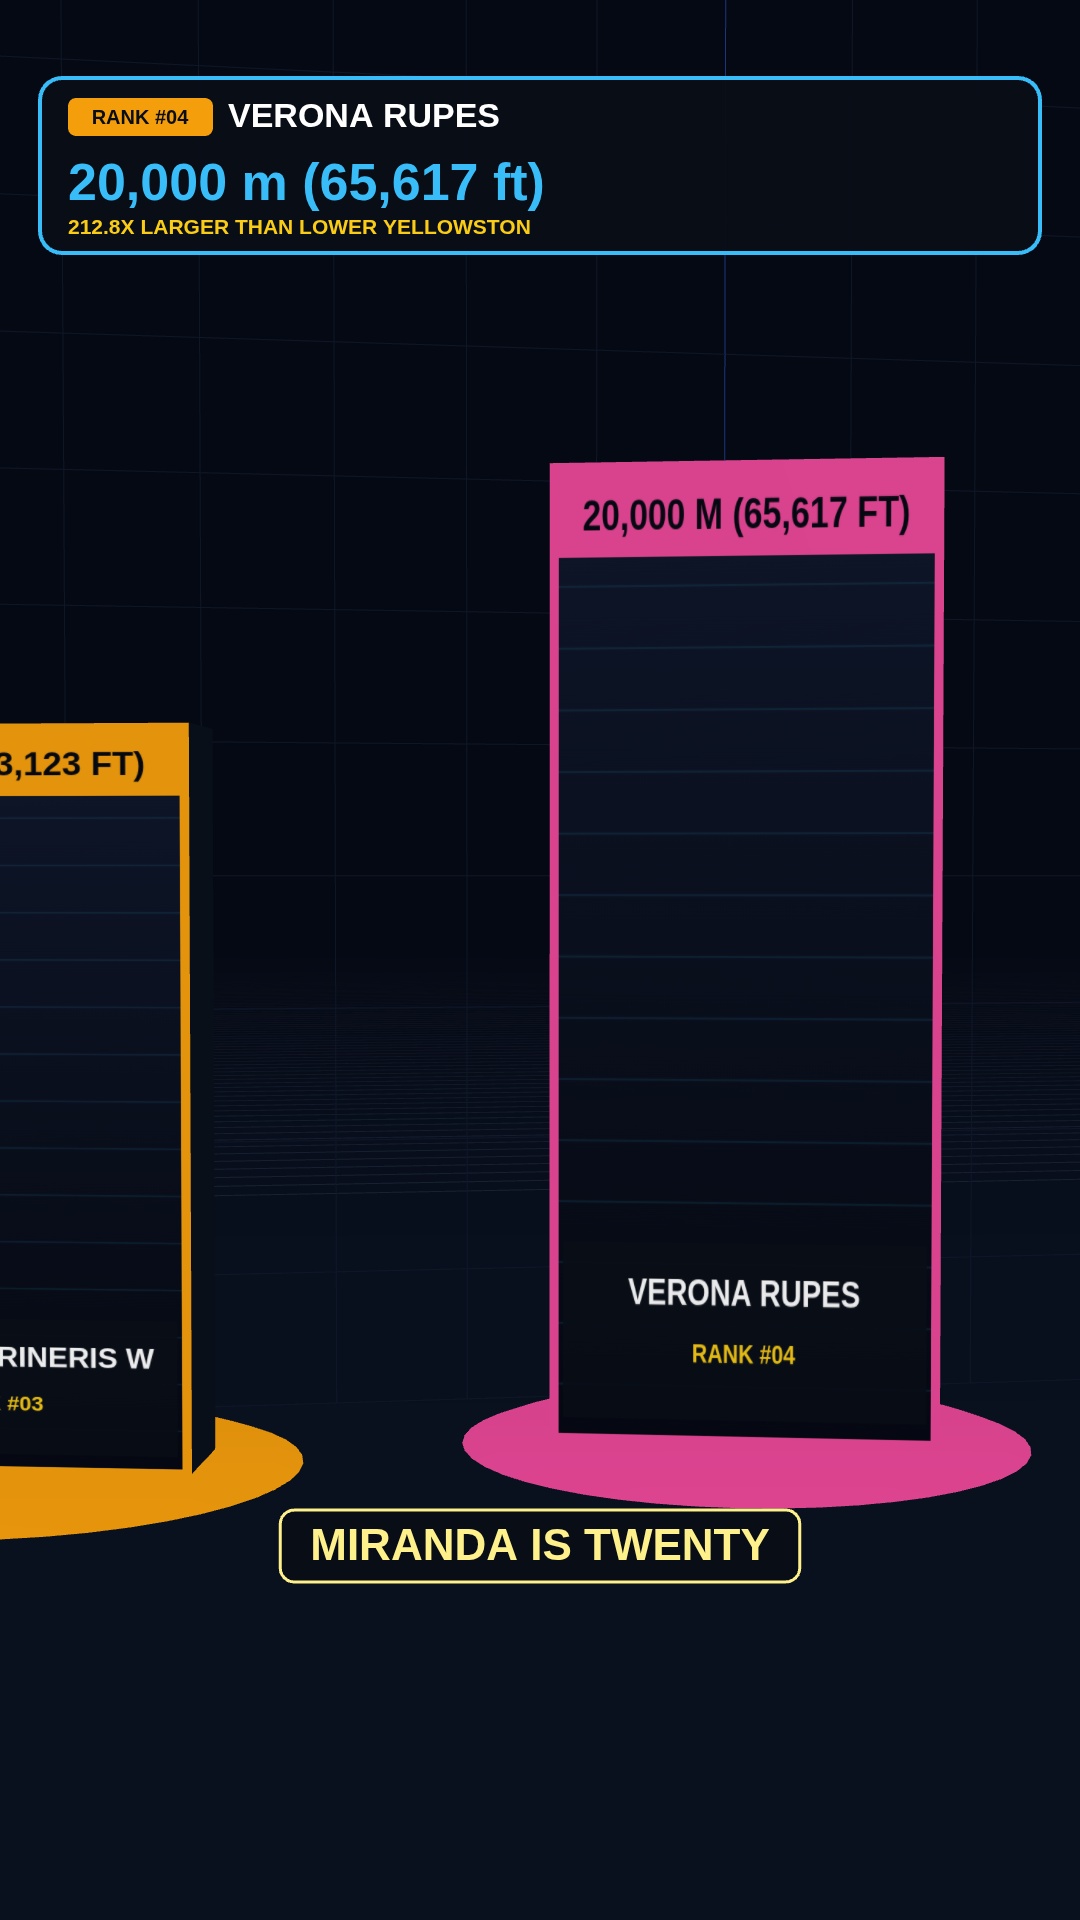 RANK #04 VERONA RUPES
20,000 m (65,617 ft)
212.8X LARGER THAN LOWER YELLOWSTON
20,000 M (65,617 FT)
3,123 FT)
VERONA RUPES
RANK #04
RINERIS W
#03
MIRANDA IS TWENTY